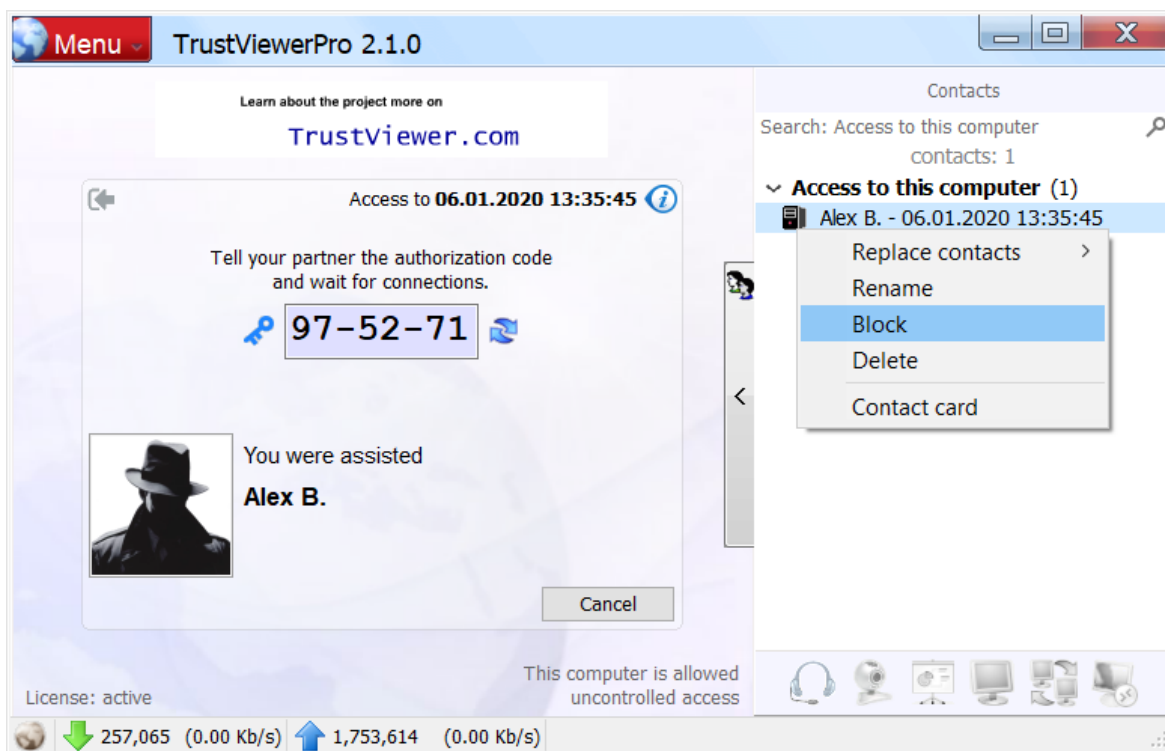 Menu
TrustViewerPro 2.1.0
X
Learn about the project more on
TrustViewer.com
Access to 06.01.2020 13:35:45
i
Tell your partner the authorization code
and wait for connections.
97-52-71
You were assisted
Alex B.
Cancel
This computer is allowed
uncontrolled access
License: active
Contacts
Search: Access to this computer
contacts: 1
Access to this computer (1)
Alex B. - 06.01.2020 13:35:45
Replace contacts
Rename
Block
Delete
Contact card
257,065 (0.00 Kb/s) 1,753,614 (0.00 Kb/s)